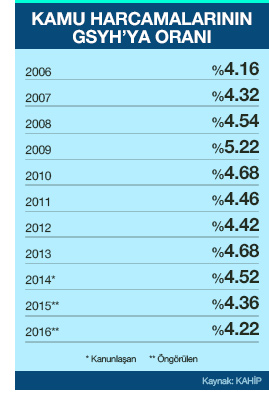 KAMU HARCAMALARININ
GSYH'YA ORANI
2006 %4.16
2007 %4.32
2008 %4.54
2009 %5.22
2010 %4.68
2011 %4.46
2012 %4.42
2013 %4.68
2014* %4.52
2015** %4.36
2016** %4.22
* Kanunlaşan ** Öngörülen
Kaynak: KAHİP